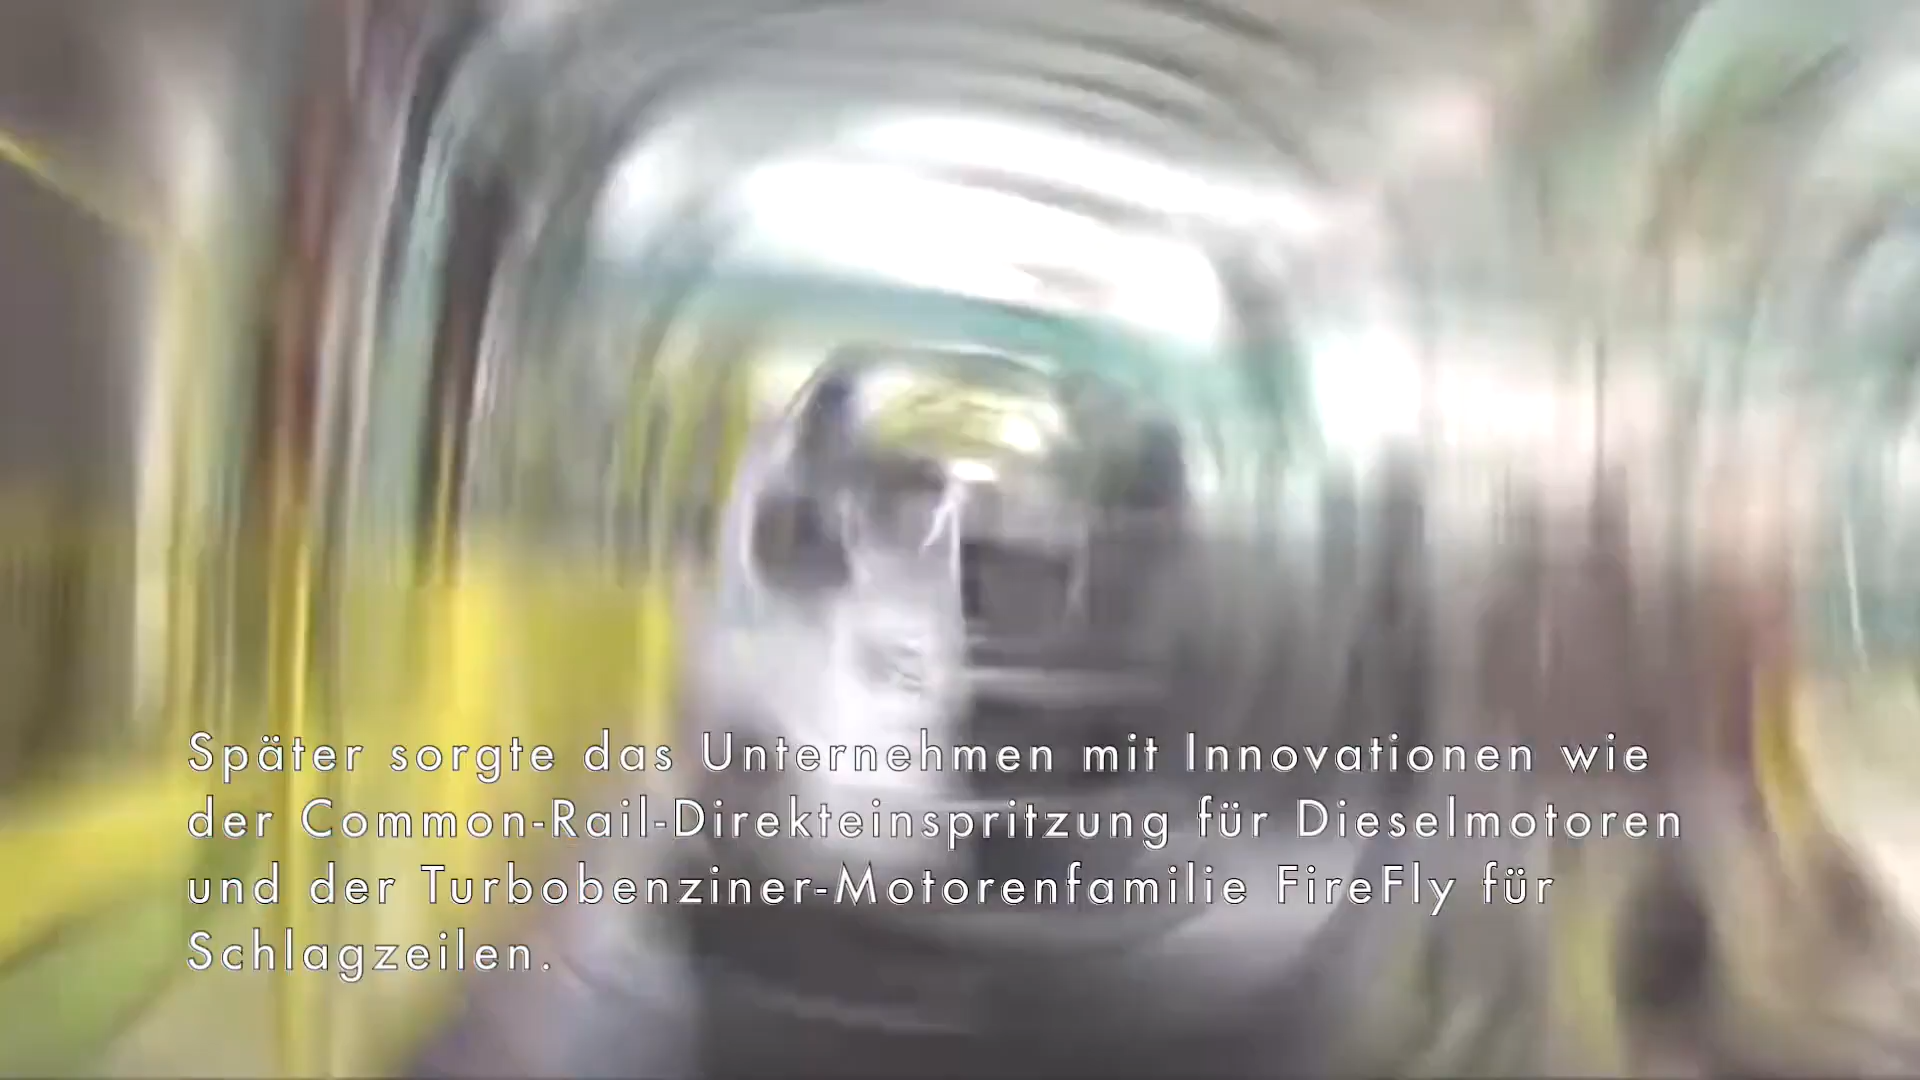 Später sorgte das Unternehmen mit Innovationen wie
der Common-Rail-Direkteinspritzung für Dieselmotoren
und der Turbobenziner-Motorenfamilie FireFly für
Schlagzeilen.